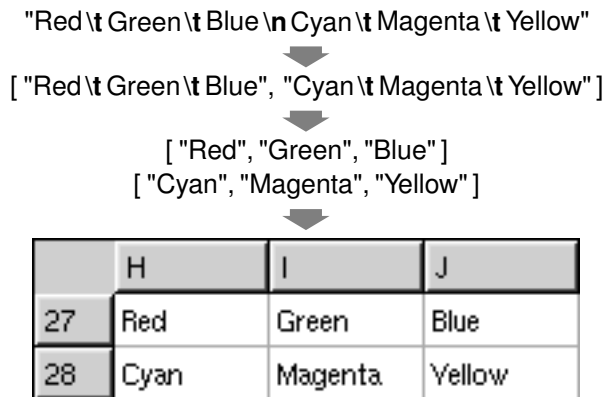 "Red\t Green\t Blue\n Cyan\t Magenta\t Yellow"
[ "Red\t Green\t Blue", "Cyan\t Magenta\t Yellow" ]
[ "Red", "Green", "Blue" ]
[ "Cyan", "Magenta", "Yellow" ]
H I J
27 Red Green Blue
28 Cyan Magenta Yellow